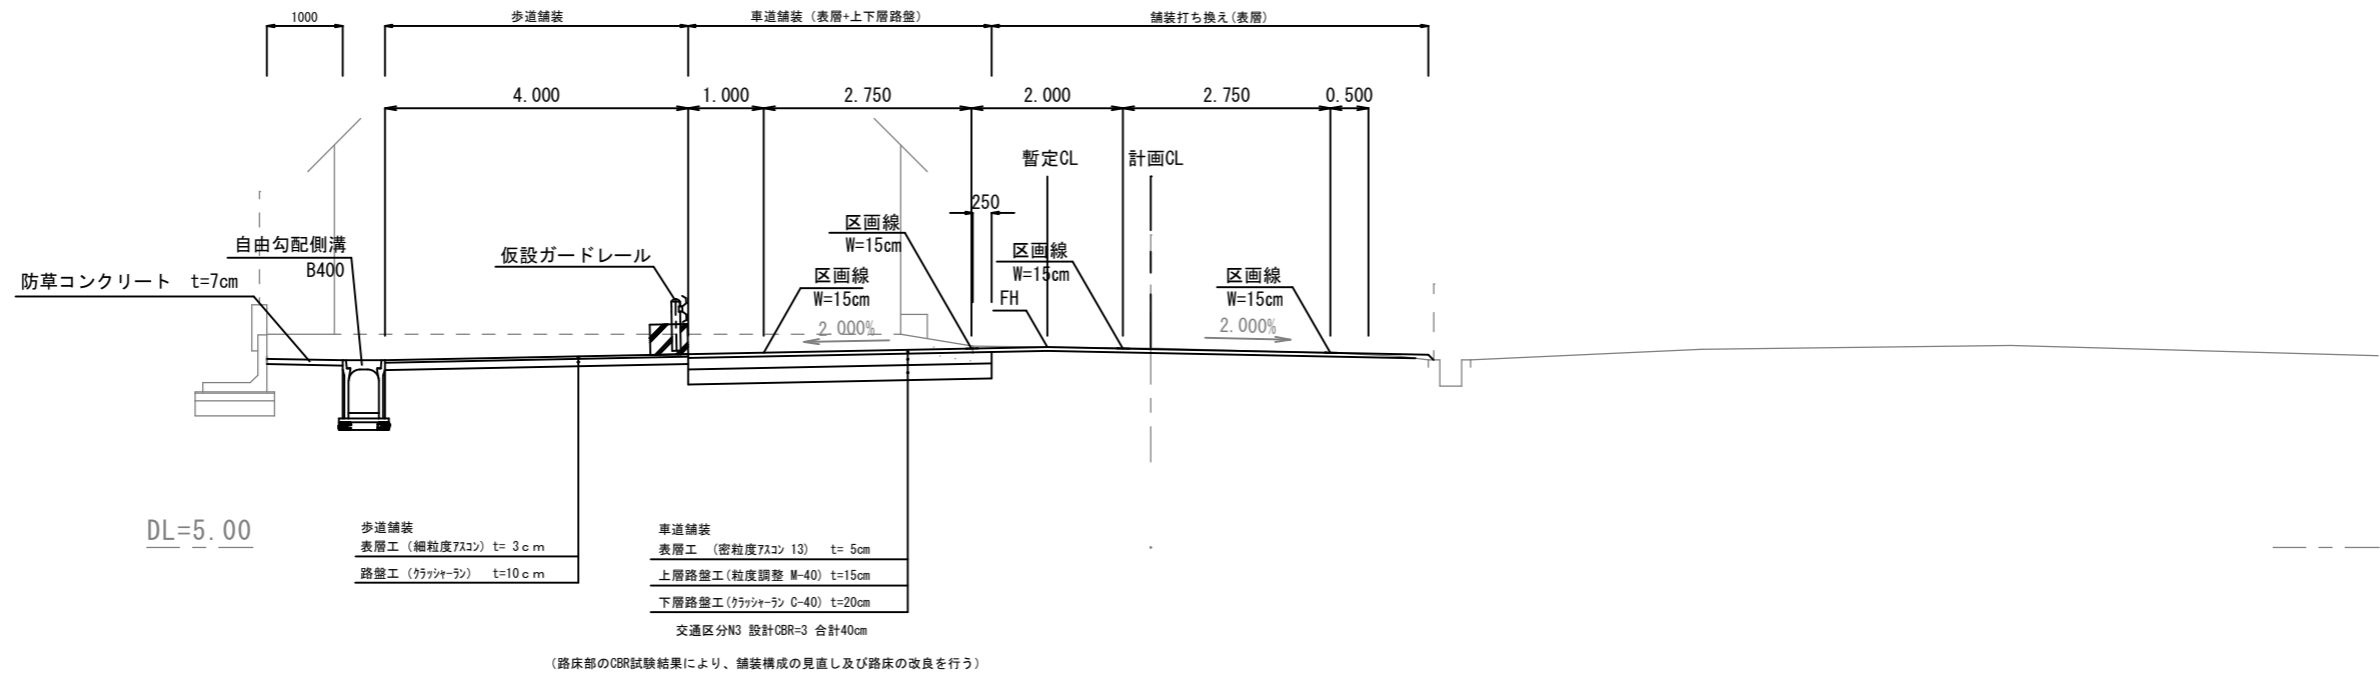 1000
歩道舗装
車道舗装（表層+上下層路盤）
舗装打ち換え(表層)
4.000
1.000
2.750
2.000
2.750
0.500
暫定CL
計画CL
250
区画線
W=15cm
区画線
W=15cm
自由勾配側溝
B400
仮設ガードレール
区画線
W=15cm
区画線
W=15cm
防草コンクリート　t=7cm
FH
2.000%
2.000%
DL=5.00
歩道舗装
表層工（細粒度ｱｽｺﾝ）t= 3ｃｍ
路盤工（ｸﾗｯｼｬｰﾗﾝ）　t=10ｃｍ
車道舗装
表層工　（密粒度ｱｽｺﾝ 13)　t= 5cm
上層路盤工(粒度調整 M-40) t=15cm
下層路盤工(ｸﾗｯｼｬｰﾗﾝ C-40) t=20cm
交通区分N3 設計CBR=3 合計40cm
（路床部のCBR試験結果により、舗装構成の見直し及び路床の改良を行う）